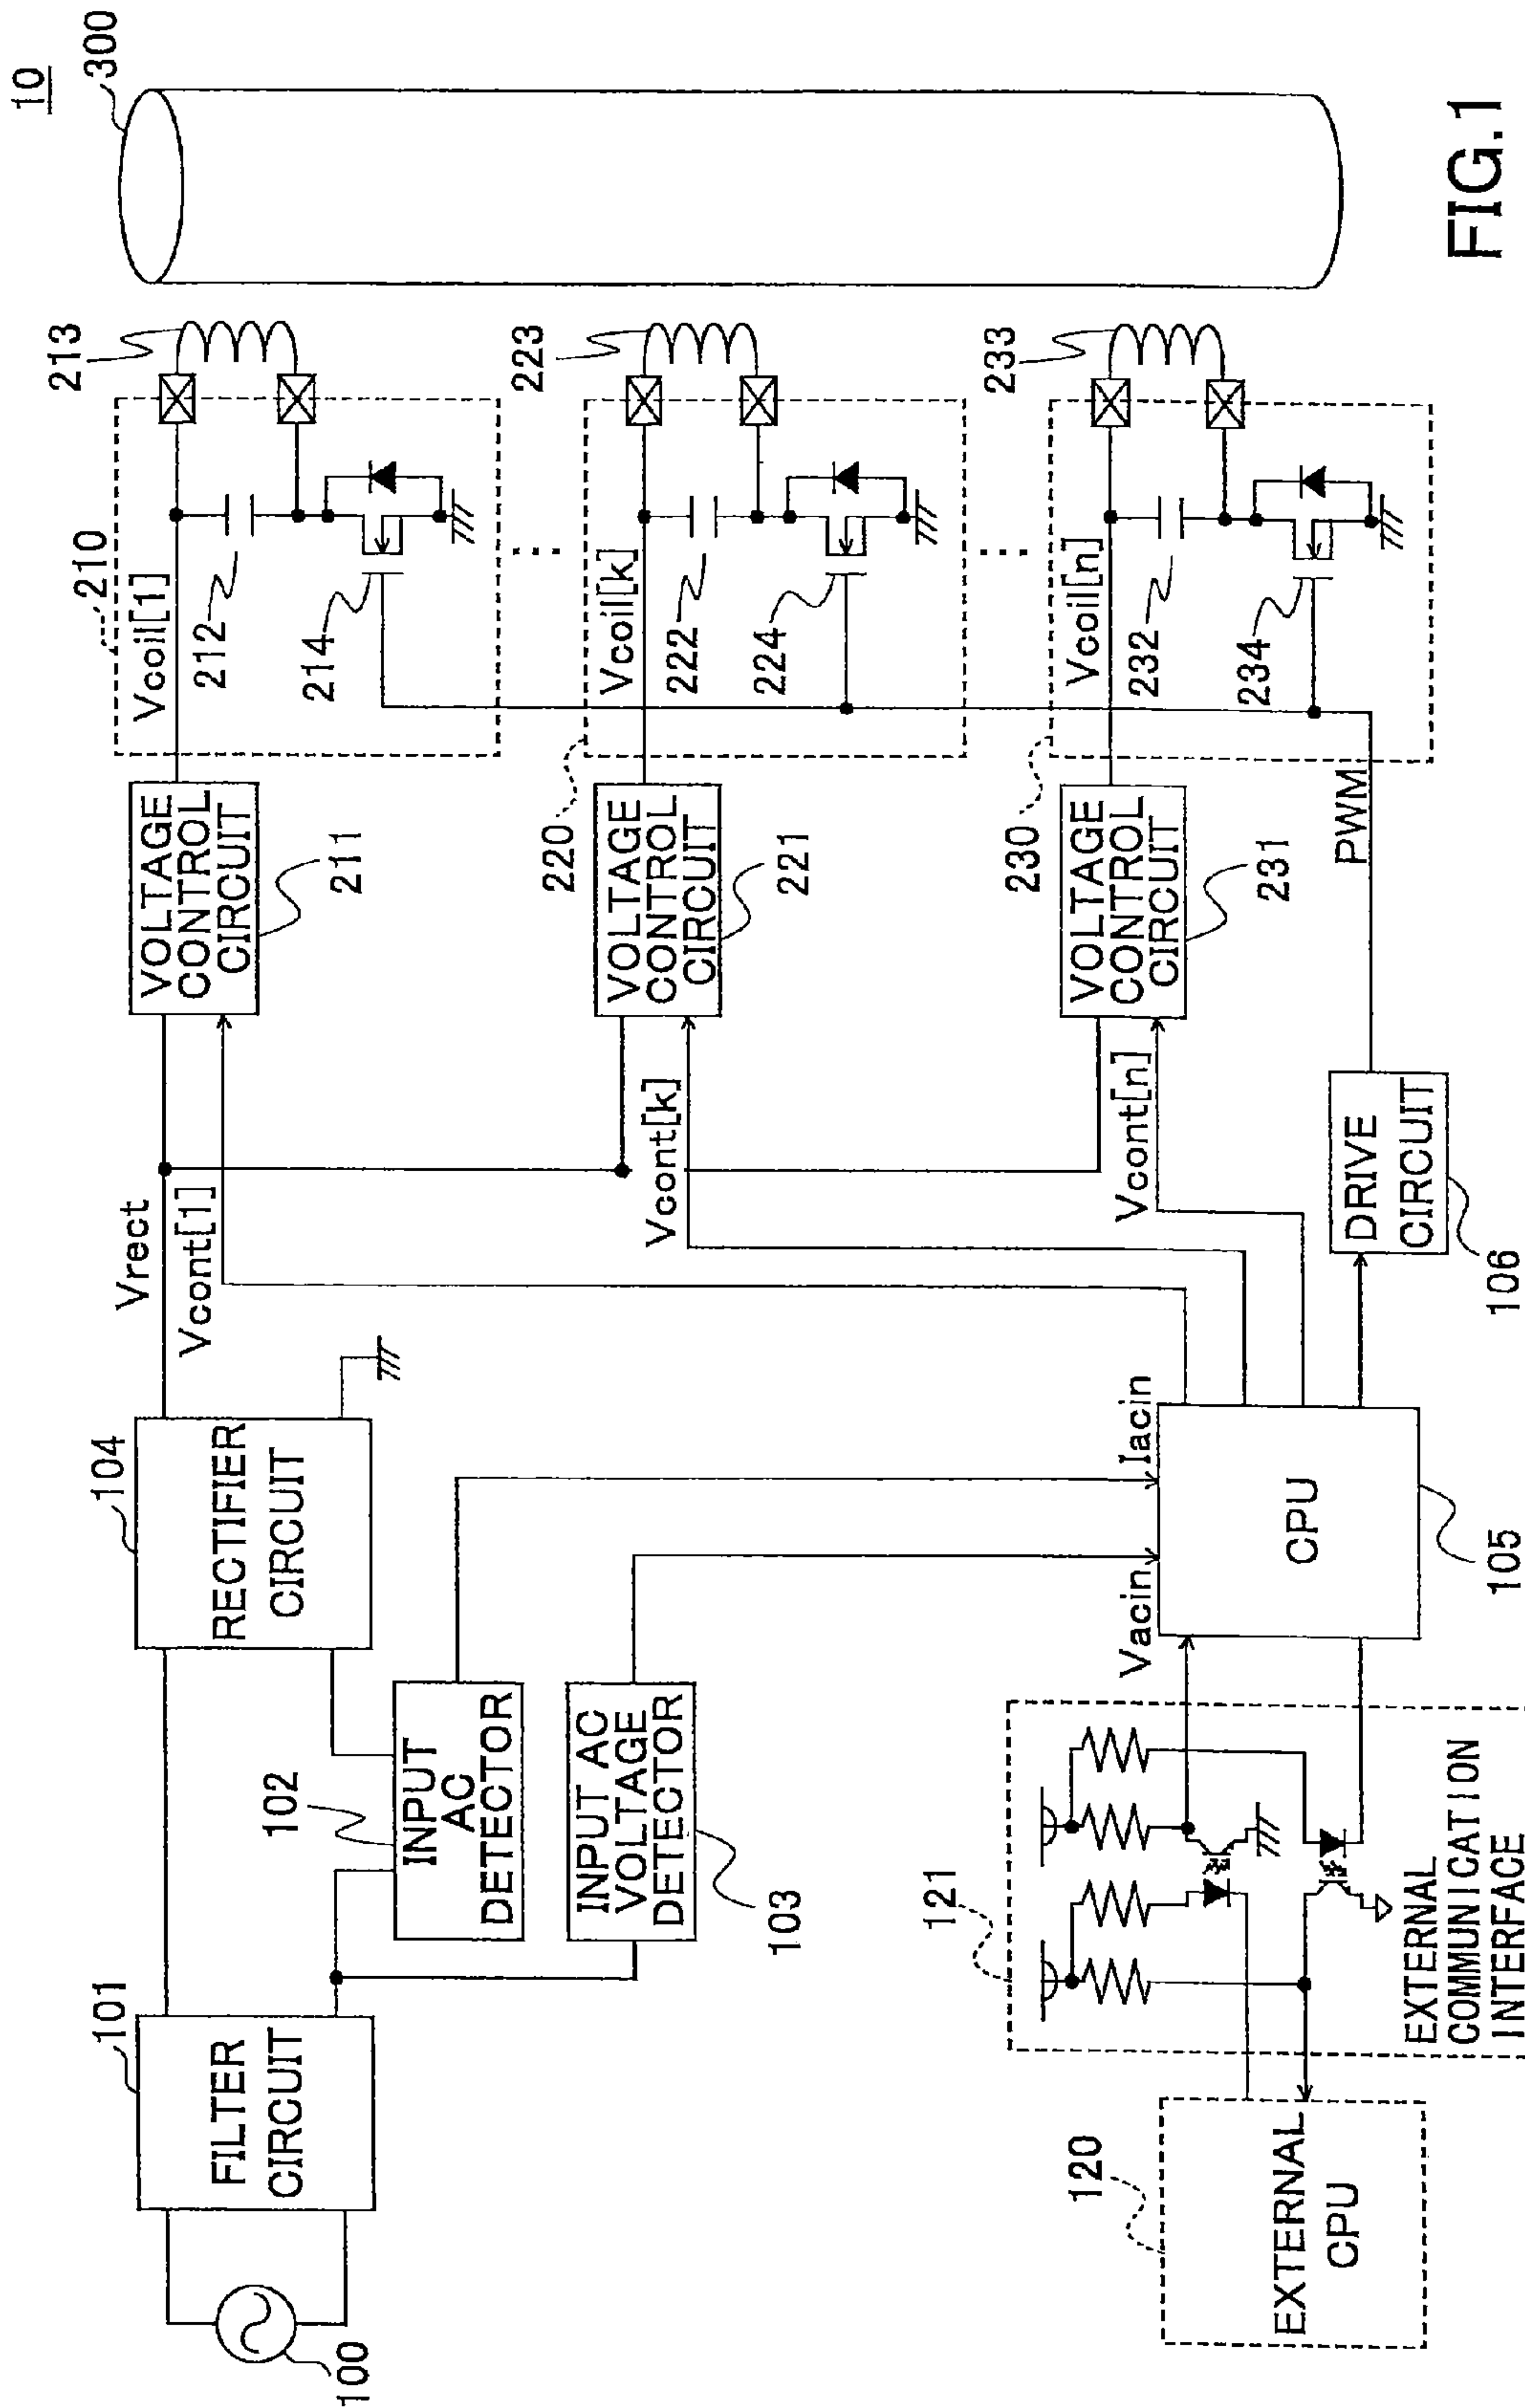 10
300
213
223
233
210
Vcoil[1]
212
214
Vcoil[k]
222
224
Vcoil[n]
232
234
VOLTAGE
CONTROL
CIRCUIT
211
220
VOLTAGE
CONTROL
CIRCUIT
221
230
VOLTAGE
CONTROL
CIRCUIT
231
PWM
Vrect
Vcont[1]
Vcont[k]
Vcont[n]
DRIVE
CIRCUIT
106
104
RECTIFIER
CIRCUIT
Vacin
Iacin
CPU
105
102
INPUT
AC
DETECTOR
INPUT AC
VOLTAGE
DETECTOR
103
101
FILTER
CIRCUIT
100
121
EXTERNAL
COMMUNICATION
INTERFACE
120
EXTERNAL
CPU
FIG.1